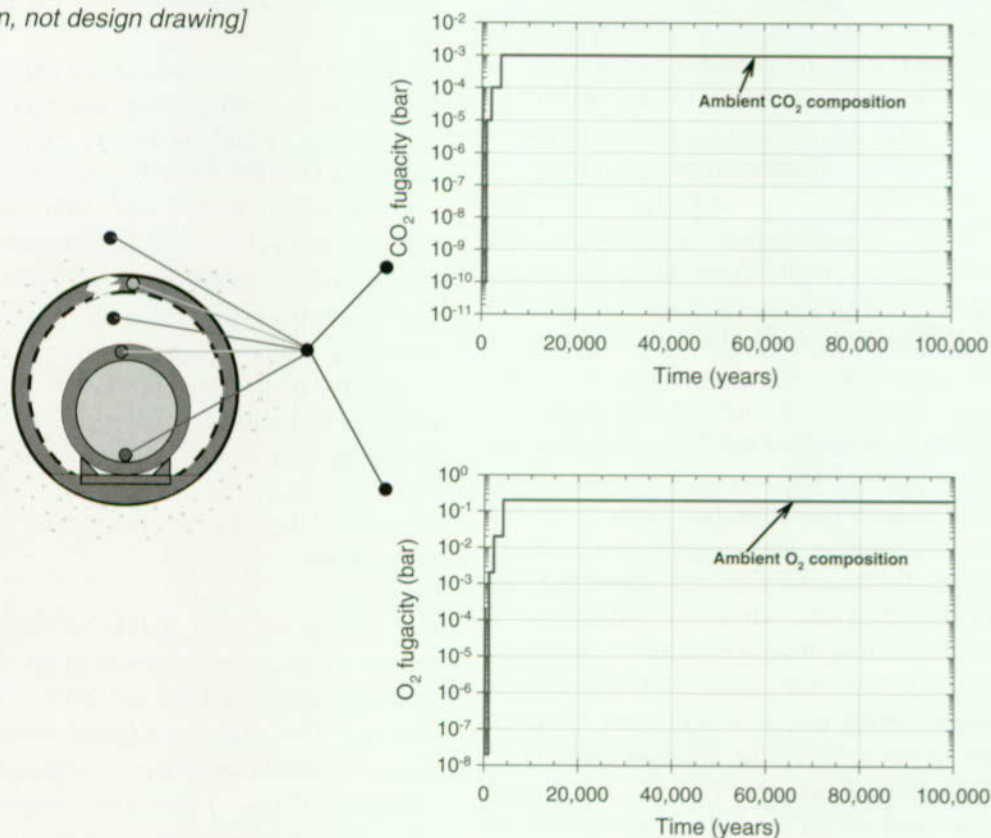 n, not design drawing]
10⁻²
10⁻³
10⁻⁴
10⁻⁵
10⁻⁶
10⁻⁷
10⁻⁸
10⁻⁹
10⁻¹⁰
10⁻¹¹
CO₂ fugacity (bar)
Ambient CO₂ composition
0 20,000 40,000 60,000 80,000 100,000
Time (years)
10⁰
10⁻¹
10⁻²
10⁻³
10⁻⁴
10⁻⁵
10⁻⁶
10⁻⁷
10⁻⁸
O₂ fugacity (bar)
Ambient O₂ composition
0 20,000 40,000 60,000 80,000 100,000
Time (years)